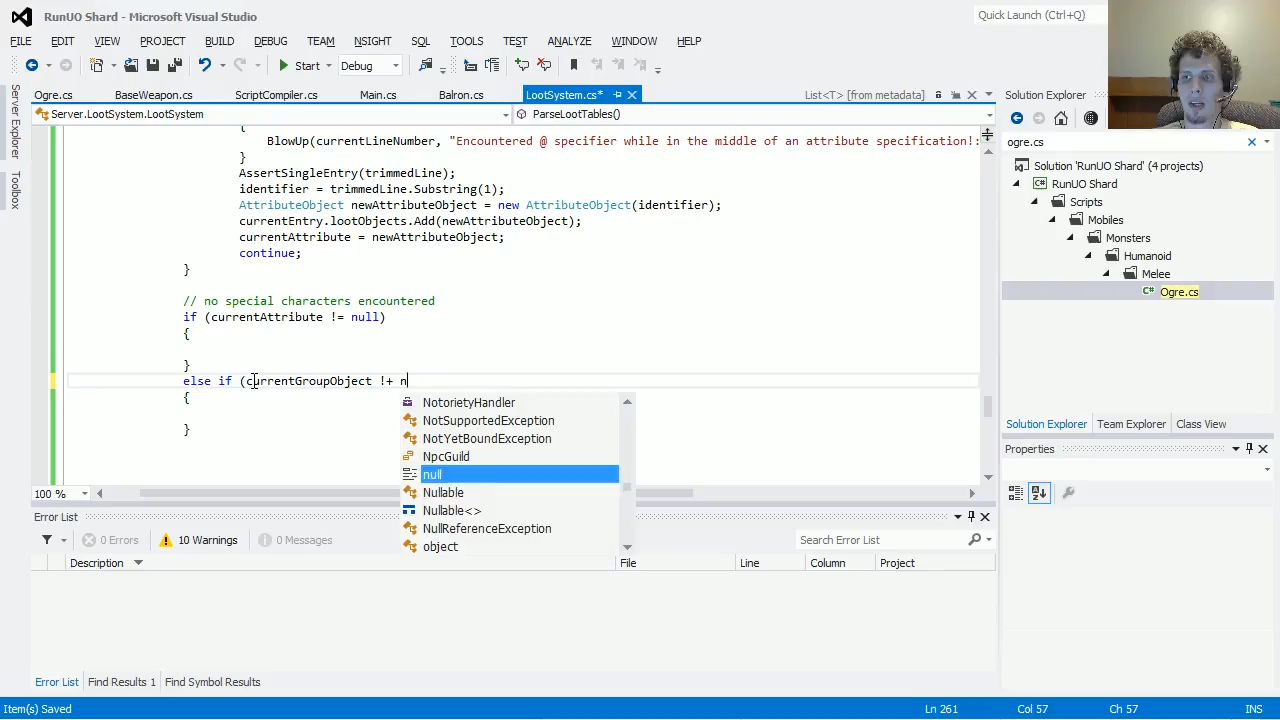 RunUO Shard - Microsoft Visual Studio
Quick Launch (Ctrl+Q)
FILE EDIT VIEW PROJECT BUILD DEBUG TEAM NSIGHT SQL TOOLS TEST ANALYZE WINDOW HELP
Start Debug
Server Explorer
Toolbox
Ogre.cs BaseWeapon.cs ScriptCompiler.cs Main.cs Balron.cs LootSystem.cs* List<T> [from metadata]
Server.LootSystem.LootSystem ParseLootTables()
{
BlowUp(currentLineNumber, "Encountered @ specifier while in the middle of an attribute specification!:
}
AssertSingleEntry(trimmedLine);
identifier = trimmedLine.Substring(1);
AttributeObject newAttributeObject = new AttributeObject(identifier);
currentEntry.lootObjects.Add(newAttributeObject);
currentAttribute = newAttributeObject;
continue;
}
// no special characters encountered
if (currentAttribute != null)
{
}
else if (currentGroupObject !+ n
{
}
NotorietyHandler
NotSupportedException
NotYetBoundException
NpcGuild
null
Nullable
Nullable<>
NullReferenceException
object
100 %
Error List
0 Errors 10 Warnings 0 Messages Search Error List
Description File Line Column Project
Error List Find Results 1 Find Symbol Results
Solution Explorer
ogre.cs
Solution 'RunUO Shard' (4 projects)
RunUO Shard
Scripts
Mobiles
Monsters
Humanoid
Melee
Ogre.cs
Solution Explorer Team Explorer Class View
Properties
Item(s) Saved Ln 261 Col 57 Ch 57 INS